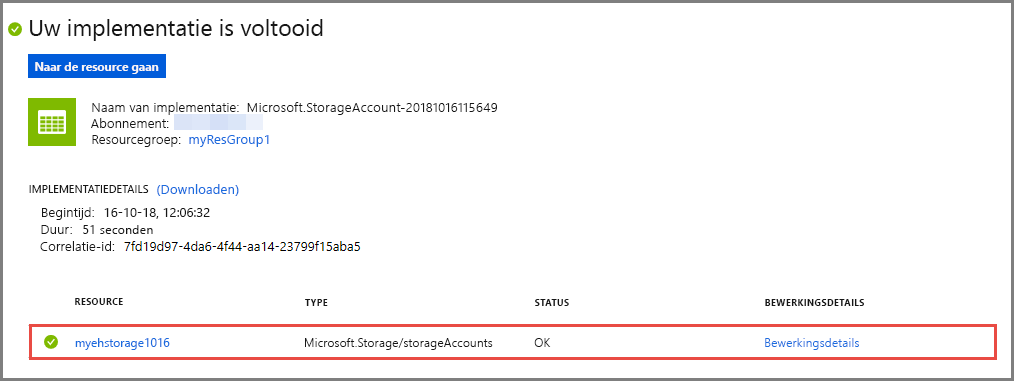 Uw implementatie is voltooid
Naar de resource gaan
Naam van implementatie: Microsoft.StorageAccount-20181016115649
Abonnement:
Resourcegroep: myResGroup1
IMPLEMENTATIEDETAILS (Downloaden)
Begintijd: 16-10-18, 12:06:32
Duur: 51 seconden
Correlatie-id: 7fd19d97-4da6-4f44-aa14-23799f15aba5
RESOURCE TYPE STATUS BEWERKINGSDETAILS
myehstorage1016 Microsoft.Storage/storageAccounts OK Bewerkingsdetails